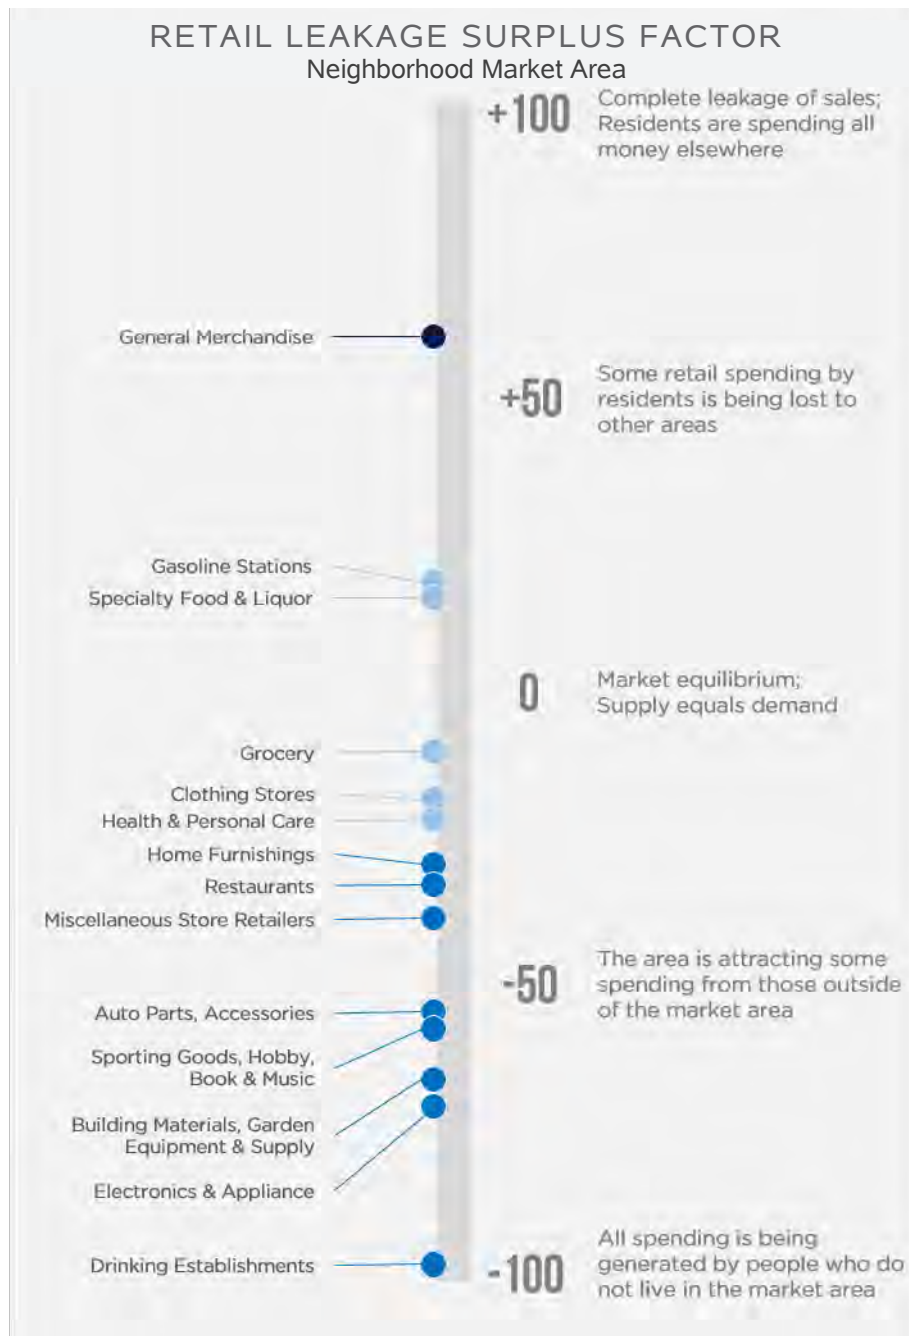 RETAIL LEAKAGE SURPLUS FACTOR
Neighborhood Market Area
+100
Complete leakage of sales;
Residents are spending all
money elsewhere
General Merchandise
+50
Some retail spending by
residents is being lost to
other areas
Gasoline Stations
Specialty Food & Liquor
0
Market equilibrium;
Supply equals demand
Grocery
Clothing Stores
Health & Personal Care
Home Furnishings
Restaurants
Miscellaneous Store Retailers
-50
The area is attracting some
spending from those outside
of the market area
Auto Parts, Accessories
Sporting Goods, Hobby,
Book & Music
Building Materials, Garden
Equipment & Supply
Electronics & Appliance
Drinking Establishments
-100
All spending is being
generated by people who do
not live in the market area